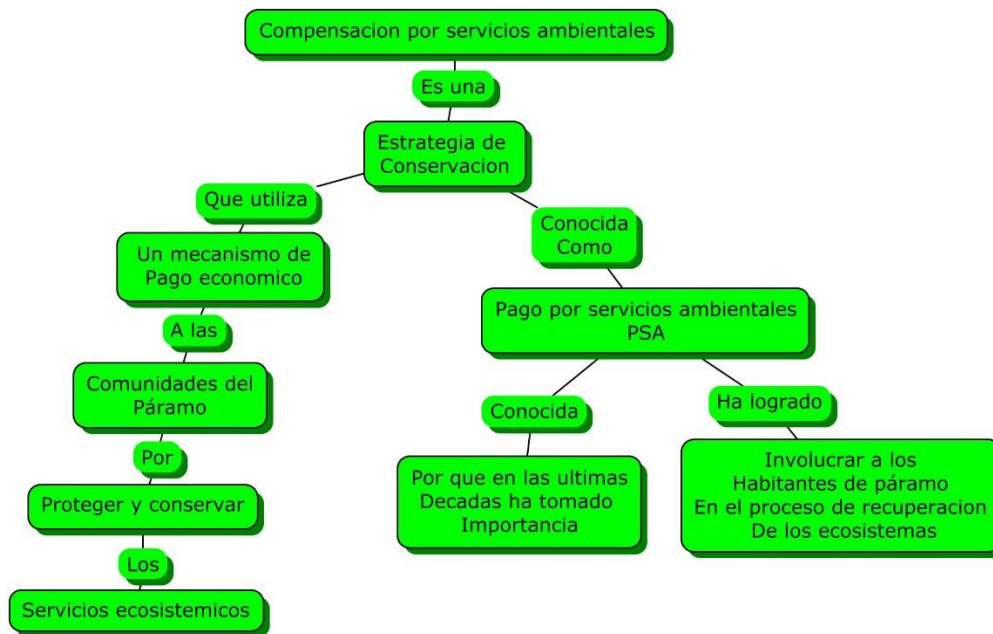 Compensacion por servicios ambientales
Es una
Estrategia de
Conservacion
Que utiliza
Un mecanismo de
Pago economico
A las
Comunidades del
Páramo
Por
Proteger y conservar
Los
Servicios ecosistemicos
Conocida
Como
Pago por servicios ambientales
PSA
Conocida
Por que en las ultimas
Decadas ha tomado
Importancia
Ha logrado
Involucrar a los
Habitantes de páramo
En el proceso de recuperacion
De los ecosistemas